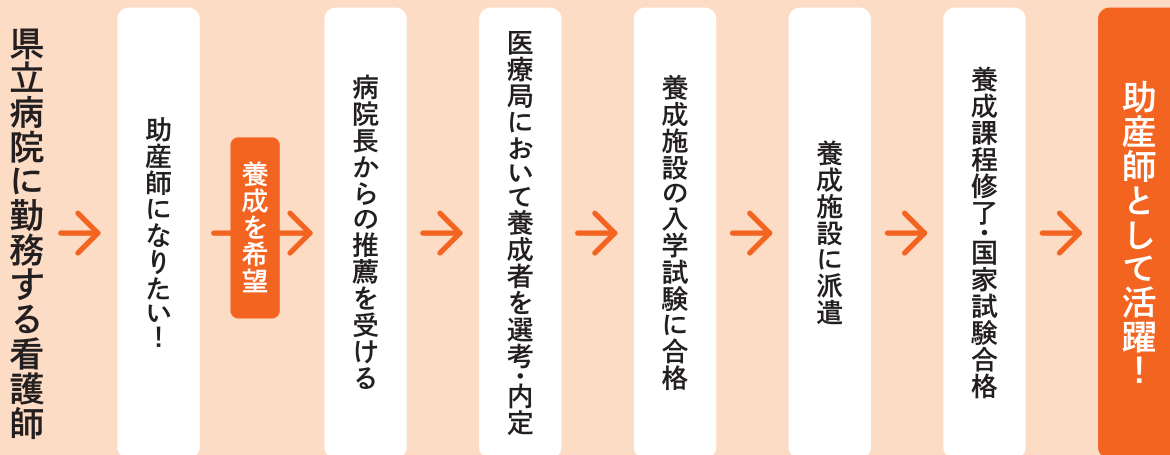 県立病院に勤務する看護師
助産師になりたい！
養成を希望
病院長からの推薦を受ける
医療局において養成者を選考・内定
養成施設の入学試験に合格
養成施設に派遣
養成課程修了・国家試験合格
助産師として活躍！